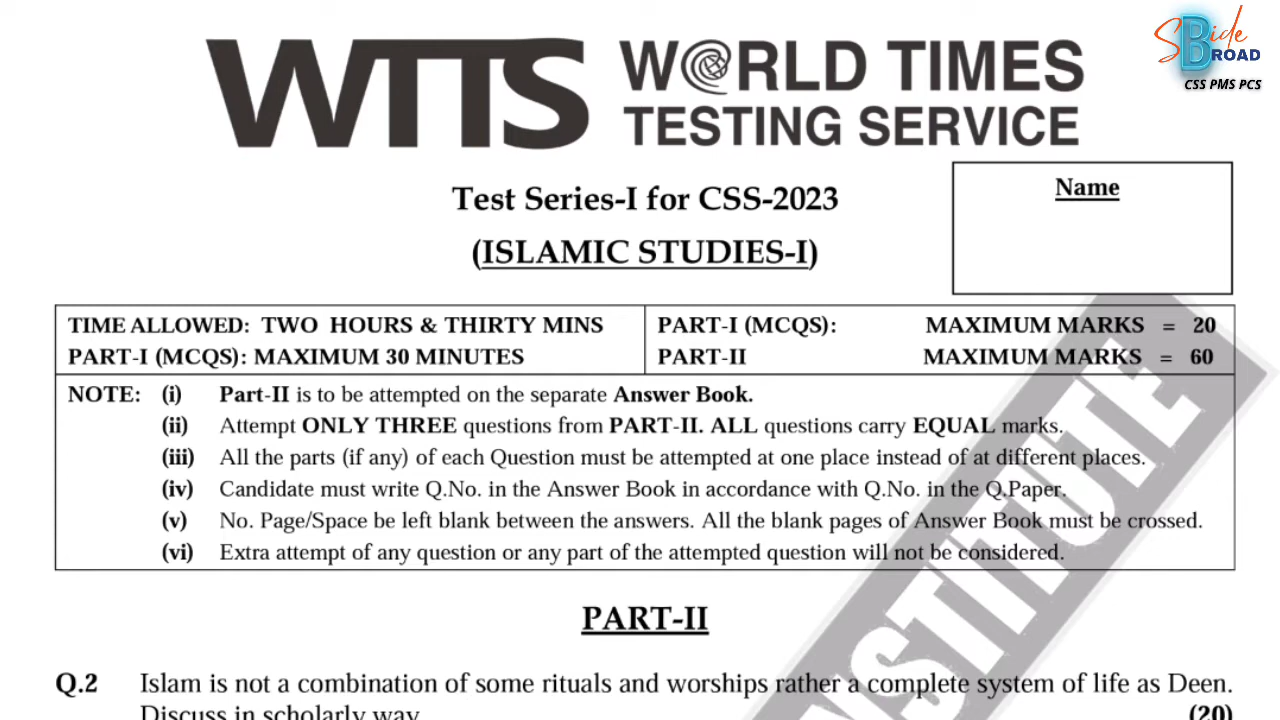 WTTS
W@RLD TIMES
TESTING SERVICE
Side
BROAD
CSS PMS PCS
Test Series-I for CSS-2023
(ISLAMIC STUDIES-I)
Name
TIME ALLOWED: TWO HOURS & THIRTY MINS
PART-I (MCQS): MAXIMUM 30 MINUTES
PART-I (MCQS): MAXIMUM MARKS = 20
PART-II MAXIMUM MARKS = 60
NOTE: (i) Part-II is to be attempted on the separate Answer Book.
(ii) Attempt ONLY THREE questions from PART-II. ALL questions carry EQUAL marks.
(iii) All the parts (if any) of each Question must be attempted at one place instead of at different places.
(iv) Candidate must write Q.No. in the Answer Book in accordance with Q.No. in the Q.Paper.
(v) No. Page/Space be left blank between the answers. All the blank pages of Answer Book must be crossed.
(vi) Extra attempt of any question or any part of the attempted question will not be considered.
PART-II
Q.2 Islam is not a combination of some rituals and worships rather a complete system of life as Deen.
Discuss in scholarly way. (20)
INSTITUTE